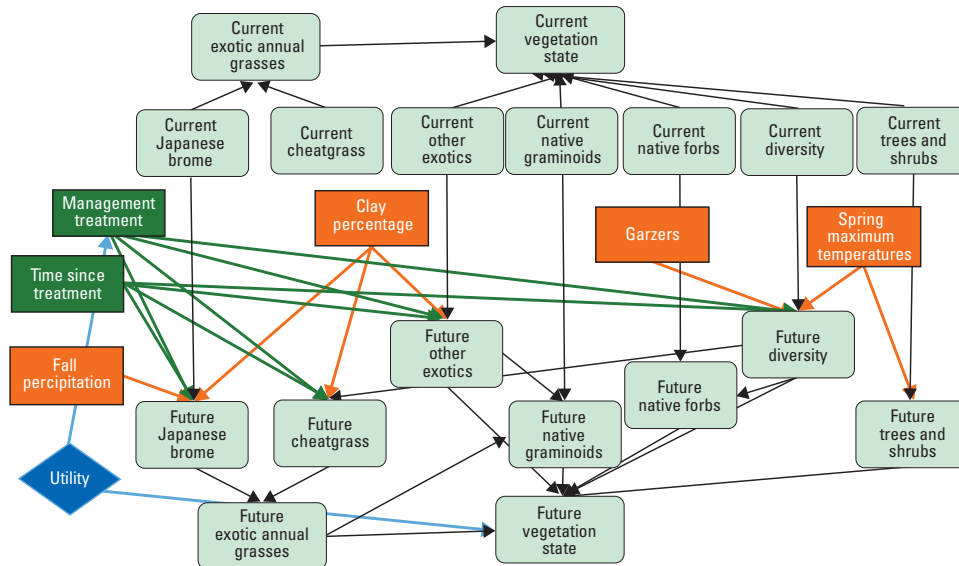 Current
exotic annual
grasses
Current
vegetation
state
Current
Japanese
brome
Current
cheatgrass
Current
other
exotics
Current
native
graminoids
Current
native forbs
Current
diversity
Current
trees and
shrubs
Management
treatment
Clay
percentage
Garzers
Spring
maximum
temperatures
Time since
treatment
Fall
percipitation
Future
other
exotics
Future
diversity
Future
Japanese
brome
Future
cheatgrass
Future
native
graminoids
Future
native forbs
Future
trees and
shrubs
Utility
Future
exotic annual
grasses
Future
vegetation
state